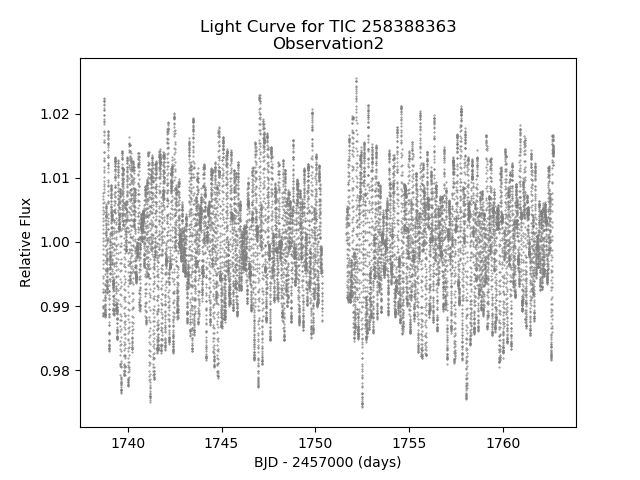 Light Curve for TIC 258388363
Observation2
Relative Flux
1.02
1.01
1.00
0.99
0.98
1740
1745
1750
1755
1760
BJD - 2457000 (days)